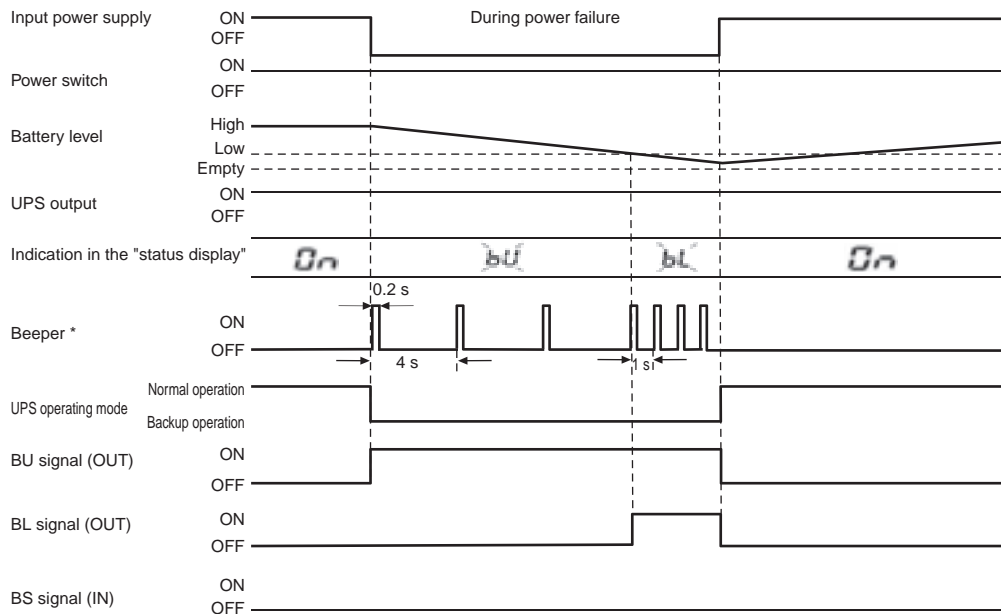 Input power supply
ON
OFF
During power failure
Power switch
ON
OFF
Battery level
High
Low
Empty
UPS output
ON
OFF
Indication in the "status display"
On
bU
bL
On
Beeper *
ON
OFF
0.2 s
4 s
1 s
UPS operating mode
Normal operation
Backup operation
BU signal (OUT)
ON
OFF
BL signal (OUT)
ON
OFF
BS signal (IN)
ON
OFF